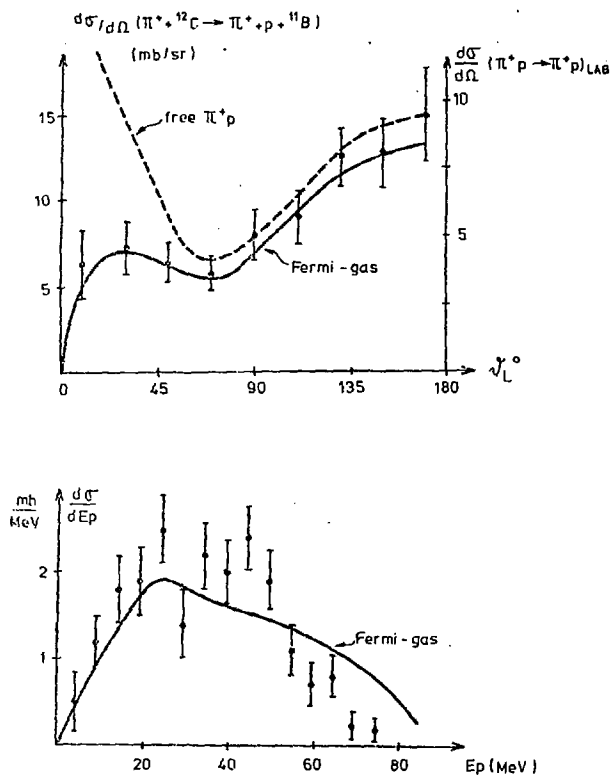 dσ/dΩ (π⁺ + ¹²C → π⁺ + p + ¹¹B)
(mb/sr)
dσ/dΩ (π⁺p → π⁺p)LAB
free π⁺p
Fermi-gas
15
10
5
10
5
0 45 90 135 180 ϑL°
mb/MeV
dσ/dEp
2
1
Fermi-gas
0 20 40 60 80 Ep (MeV)